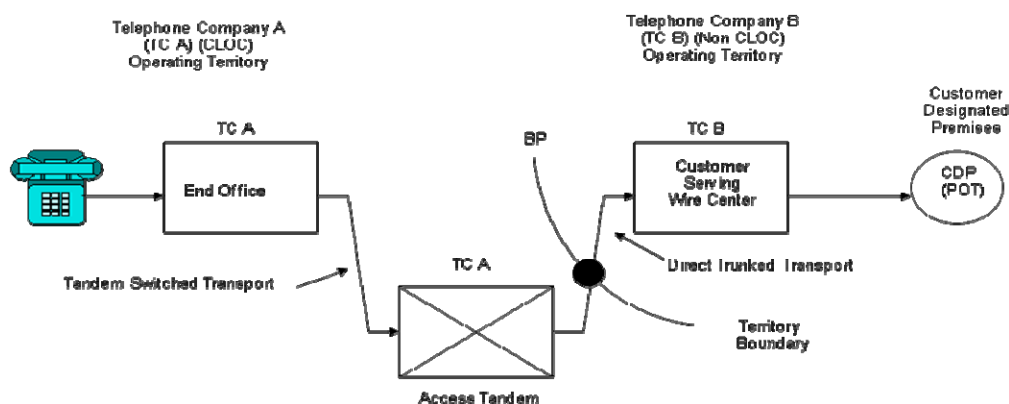 Telephone Company A
(TC A) (CLOC)
Operating Territory
Telephone Company B
(TC B) (Non CLOC)
Operating Territory
Customer
Designated
Premises
TC A
BP
TC B
End Office
Customer
Serving
Wire Center
CDP
(POT)
Tandem Switched Transport
TC A
Direct Trunked Transport
Territory
Boundary
Access Tandem